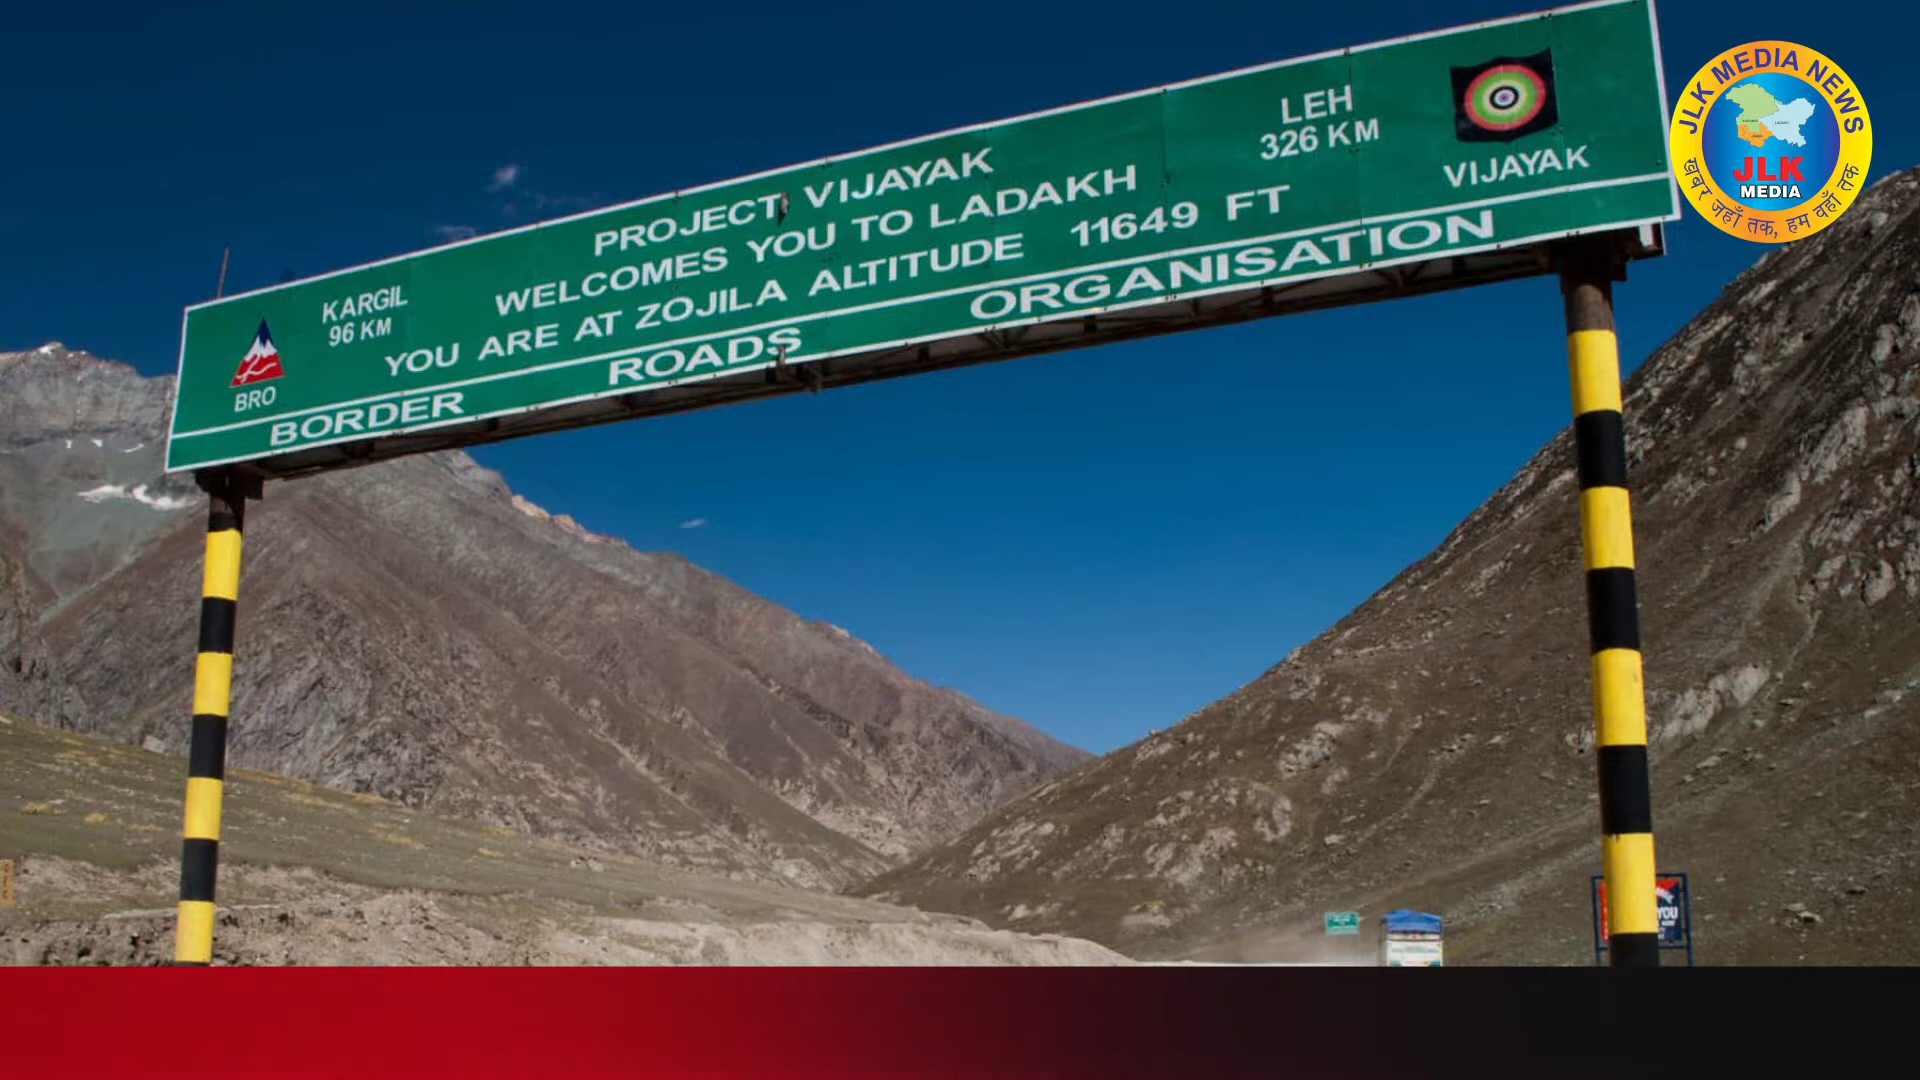 PROJECT VIJAYAK
WELCOMES YOU TO LADAKH
YOU ARE AT ZOJILA ALTITUDE 11649 FT
BORDER ROADS ORGANISATION
KARGIL
96 KM
BRO
LEH
326 KM
VIJAYAK
JLK MEDIA NEWS
JLK
MEDIA
खबर जहाँ तक, हम वहाँ तक
YOU